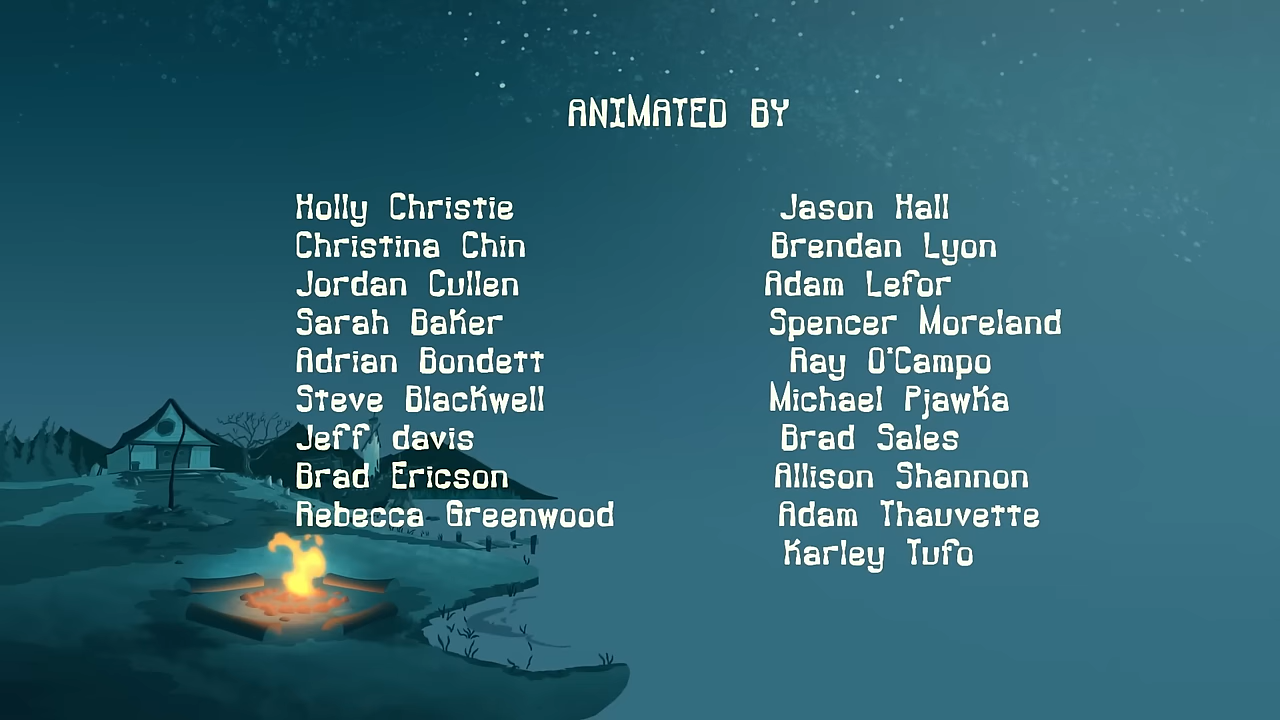 ANIMATED BY
Holly Christie
Christina Chin
Jordan Cullen
Sarah Baker
Adrian Bondett
Steve Blackwell
Jeff davis
Brad Ericson
Rebecca Greenwood
Jason Hall
Brendan Lyon
Adam Lefor
Spencer Moreland
Ray O'Campo
Michael Pjawka
Brad Sales
Allison Shannon
Adam Thauvette
Karley Tufo